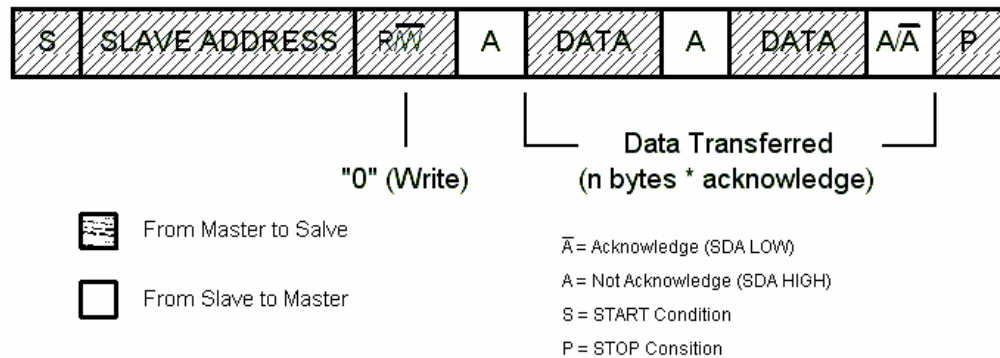 S SLAVE ADDRESS R/W̅ A DATA A DATA A/A̅ P
"0" (Write)
Data Transferred
(n bytes * acknowledge)
From Master to Salve
From Slave to Master
A̅ = Acknowledge (SDA LOW)
A = Not Acknowledge (SDA HIGH)
S = START Condition
P = STOP Consition